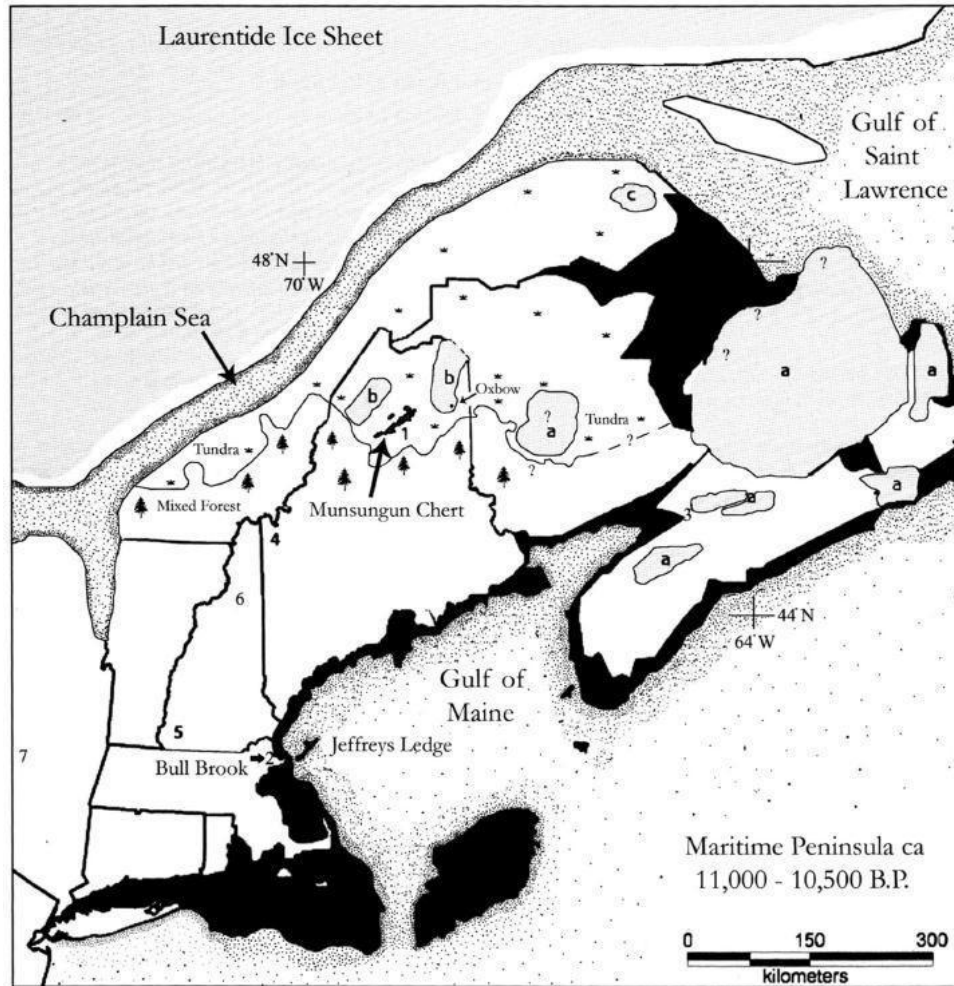 Laurentide Ice Sheet
Gulf of
Saint
Lawrence
c
48°N
70°W
?
?
?
Champlain Sea
a
a
b
b
Oxbow
?
a
Tundra
?
?
1
Tundra
Mixed Forest
Munsungun Chert
a
a
3
a
4
6
44°N
64°W
Gulf of
Maine
5
Jeffreys Ledge
7
Bull Brook
2
Maritime Peninsula ca
11,000 - 10,500 B.P.
0 150 300
kilometers